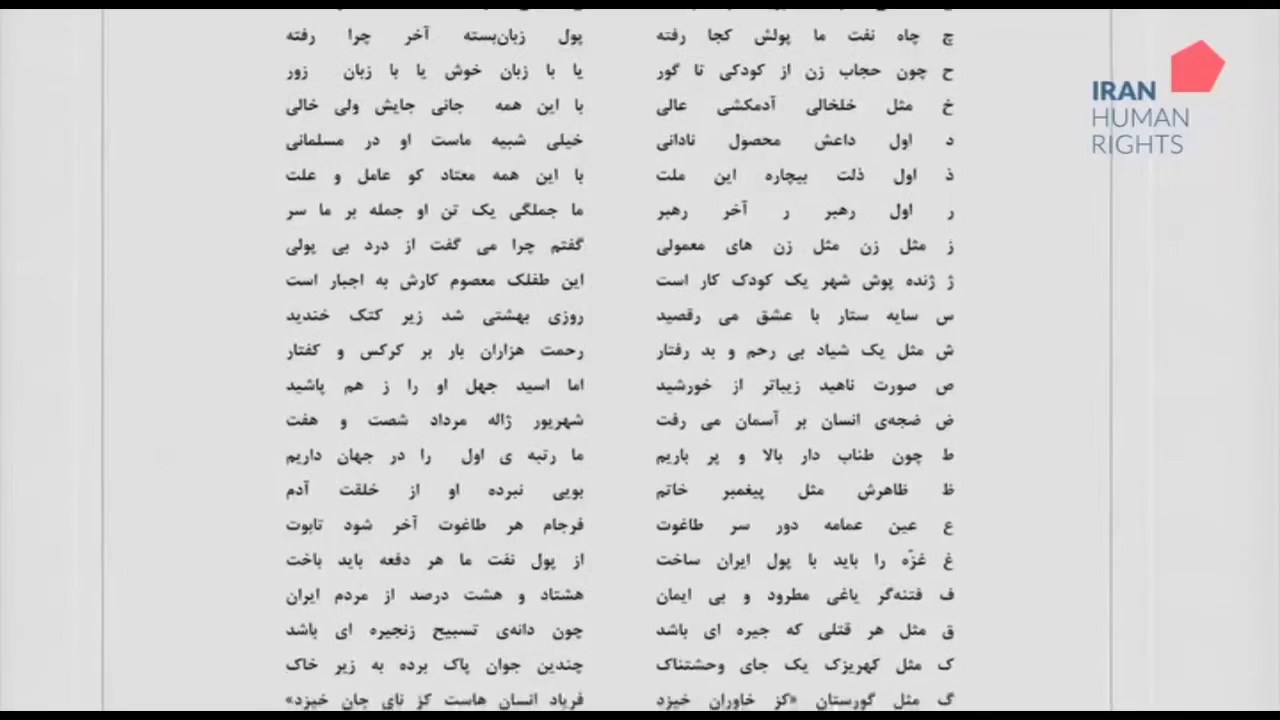 چ چاه نفت ما پولش کجا رفته پول زبان‌بسته آخر چرا رفته
ح چون حجاب زن از کودکی تا گور یا با زبان خوش یا با زبان زور
خ مثل خلخالی آدمکشی عالی با این همه جانی جایش ولی خالی
د اول داعش محصول نادانی خیلی شبیه ماست او در مسلمانی
ذ اول ذلت بیچاره این ملت با این همه معتاد کو عامل و علت
ر اول رهبر ر آخر رهبر ما جملگی یک تن او جمله بر ما سر
ز مثل زن مثل زن های معمولی گفتم چرا می گفت از درد بی پولی
ژ ژنده پوش شهر یک کودک کار است این طفلک معصوم کارش به اجبار است
س سایه ستار با عشق می رقصید روزی بهشتی شد زیر کتک خندید
ش مثل یک شیاد بی رحم و بد رفتار رحمت هزاران بار بر کرکس و کفتار
ص صورت ناهید زیباتر از خورشید اما اسید جهل او را ز هم پاشید
ض ضجه‌ی انسان بر آسمان می رفت شهریور ژاله مرداد شصت و هفت
ط چون طناب دار بالا و پر باریم ما رتبه ی اول را در جهان داریم
ظ ظاهرش مثل پیغمبر خاتم بویی نبرده او از خلقت آدم
ع عین عمامه دور سر طاغوت فرجام هر طاغوت آخر شود تابوت
غ غزّه را باید با پول ایران ساخت از پول نفت ما هر دفعه باید باخت
ف فتنه‌گر یاغی مطرود و بی ایمان هشتاد و هشت درصد از مردم ایران
ق مثل هر قتلی که جیره ای باشد چون دانه‌ی تسبیح زنجیره ای باشد
ک مثل کهریزک یک جای وحشتناک چندین جوان پاک برده به زیر خاک
گ مثل گورستان «کز خاوران خیزد فریاد انسان هاست کز نای جان خیزد»
IRAN
HUMAN
RIGHTS